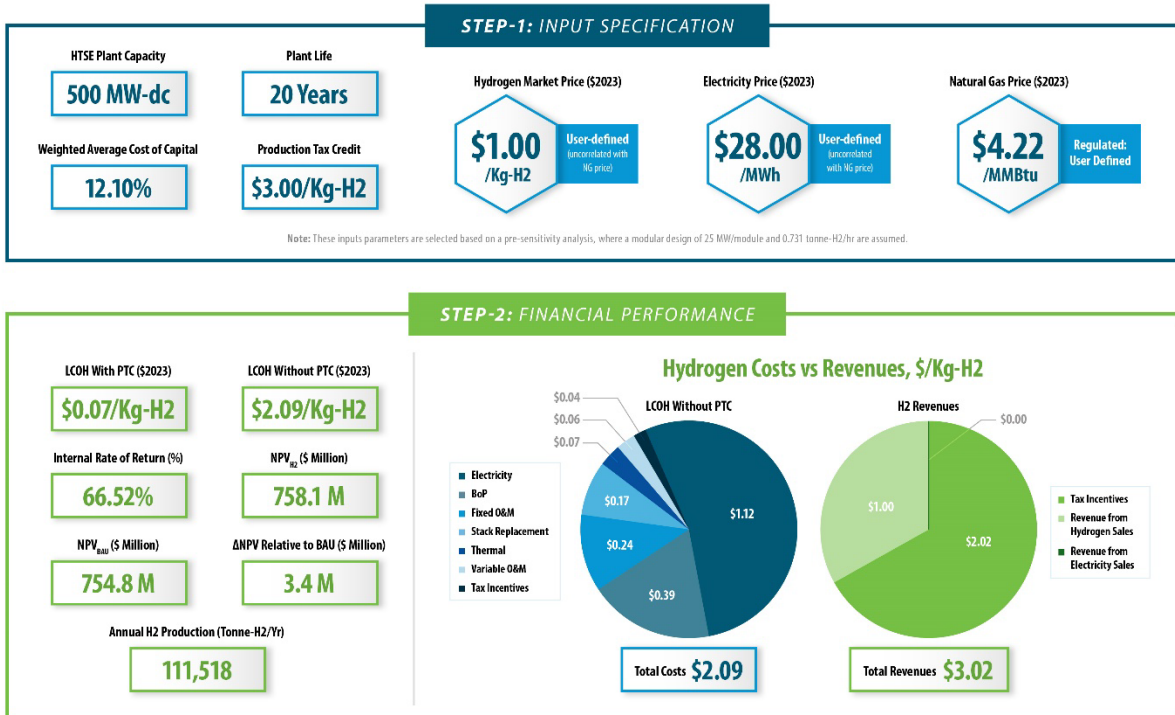 STEP-1: INPUT SPECIFICATION
HTSE Plant Capacity
500 MW-dc
Plant Life
20 Years
Weighted Average Cost of Capital
12.10%
Production Tax Credit
$3.00/Kg-H2
Hydrogen Market Price ($2023)
$1.00
/Kg-H2
User-defined
(uncorrelated with
NG price)
Electricity Price ($2023)
$28.00
/MWh
User-defined
(uncorrelated
with NG price)
Natural Gas Price ($2023)
$4.22
/MMBtu
Regulated:
User Defined
Note: These inputs parameters are selected based on a pre-sensitivity analysis, where a modular design of 25 MW/module and 0.731 tonne-H2/hr are assumed.
STEP-2: FINANCIAL PERFORMANCE
LCOH With PTC ($2023)
$0.07/Kg-H2
LCOH Without PTC ($2023)
$2.09/Kg-H2
Internal Rate of Return (%)
66.52%
NPV H2 ($ Million)
758.1 M
NPV BAU ($ Million)
754.8 M
ΔNPV Relative to BAU ($ Million)
3.4 M
Annual H2 Production (Tonne-H2/Yr)
111,518
Hydrogen Costs vs Revenues, $/Kg-H2
LCOH Without PTC
$0.04
$0.06
$0.07
$0.17
$0.24
$0.39
$1.12
Electricity
BoP
Fixed O&M
Stack Replacement
Thermal
Variable O&M
Tax Incentives
Total Costs $2.09
H2 Revenues
$0.00
$1.00
$2.02
Tax Incentives
Revenue from
Hydrogen Sales
Revenue from
Electricity Sales
Total Revenues $3.02